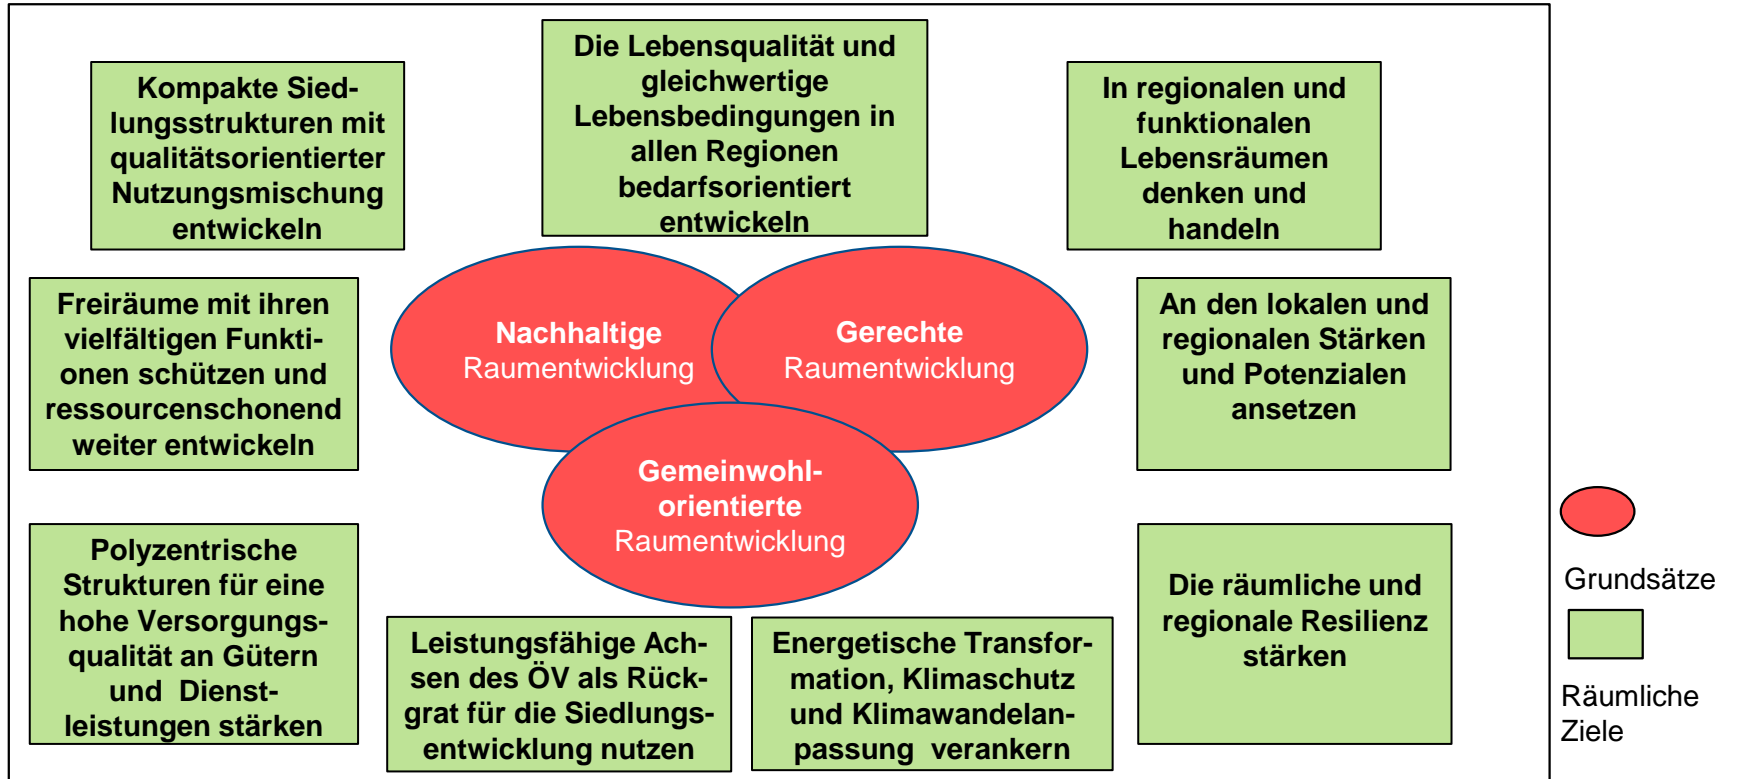 Kompakte Sied-
lungsstrukturen mit
qualitätsorientierter
Nutzungsmischung
entwickeln
Die Lebensqualität und
gleichwertige
Lebensbedingungen in
allen Regionen
bedarfsorientiert
entwickeln
In regionalen und
funktionalen
Lebensräumen
denken und
handeln
Freiräume mit ihren
vielfältigen Funkti-
onen schützen und
ressourcenschonend
weiter entwickeln
Nachhaltige
Raumentwicklung
Gerechte
Raumentwicklung
An den lokalen und
regionalen Stärken
und Potenzialen
ansetzen
Gemeinwohl-
orientierte
Raumentwicklung
Polyzentrische
Strukturen für eine
hohe Versorgungs-
qualität an Gütern
und Dienst-
leistungen stärken
Leistungsfähige Ach-
sen des ÖV als Rück-
grat für die Siedlungs-
entwicklung nutzen
Energetische Transfor-
mation, Klimaschutz
und Klimawandelan-
passung verankern
Die räumliche und
regionale Resilienz
stärken
Grundsätze
Räumliche
Ziele